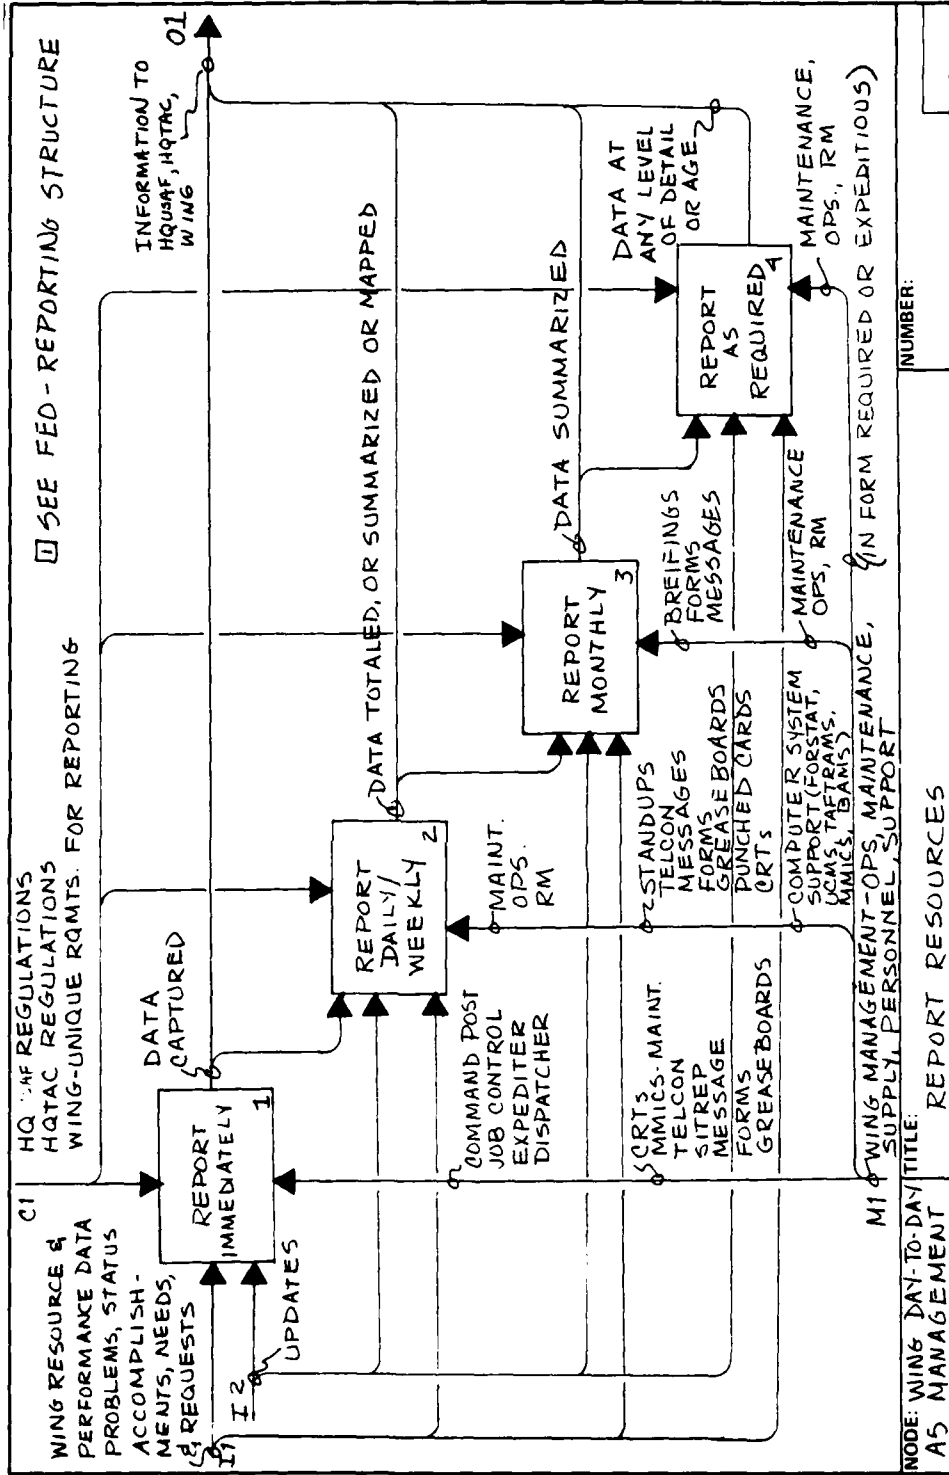 C1
HQ AF REGULATIONS
HQTAC REGULATIONS
WING-UNIQUE RQMTS. FOR REPORTING
1 SEE FEO-REPORTING STRUCTURE
WING RESOURCE &
PERFORMANCE DATA
PROBLEMS, STATUS
ACCOMPLISH-
MENTS, NEEDS,
& REQUESTS
I1
I2
UPDATES
REPORT
IMMEDIATELY
1
DATA
CAPTURED
INFORMATION TO
HQUSAF, HQTAC,
WING
O1
REPORT
DAILY/
WEEKLY
2
DATA TOTALED, OR SUMMARIZED OR MAPPED
COMMAND POST
JOB CONTROL
EXPEDITER
DISPATCHER
MAINT.
OPS.
RM
REPORT
MONTHLY
3
DATA SUMMARIZED
DATA AT
ANY LEVEL
OF DETAIL
OR AGE
REPORT
AS
REQUIRED
4
CRTs
MMICS-MAINT.
TELCON
SITREP
MESSAGE
FORMS
GREASEBOARDS
STANDUPS
TELCON
MESSAGES
FORMS
GREASEBOARDS
PUNCHED CARDS
CRTs
BREIFINGS
FORMS
MESSAGES
COMPUTER SYSTEM
SUPPORT (FORSTAT,
UCMS, TAFTRAMS,
MMICS, BAMS)
MAINTENANCE
OPS, RM
MAINTENANCE,
OPS., RM
M1
WING MANAGEMENT-OPS, MAINTENANCE,
SUPPLY, PERSONNEL, SUPPORT
(IN FORM REQUIRED OR EXPEDITIOUS)
NODE: WING DAY-TO-DAY
A5 MANAGEMENT
TITLE:
REPORT RESOURCES
NUMBER: